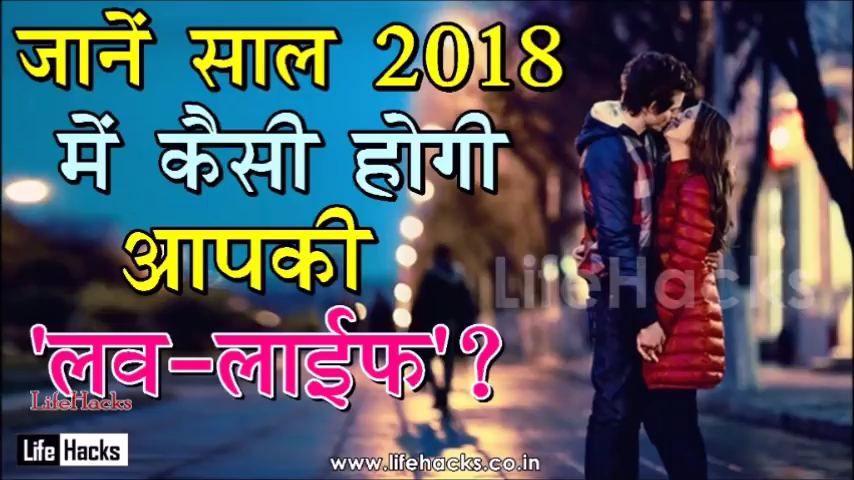 जानें साल 2018
में कैसी होगी
आपकी
'लव-लाईफ'?
LifeHacks
LifeHacks
Life Hacks
www.lifehacks.co.in